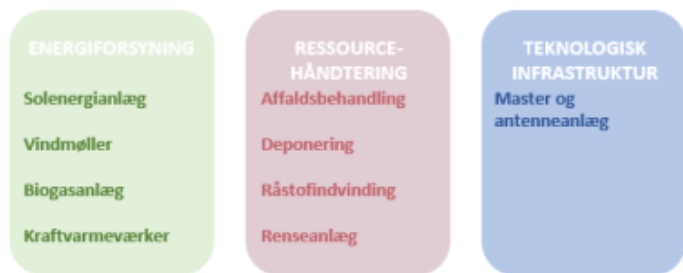 ENERGIFORSYNING
Solenergianlæg
Vindmøller
Biogasanlæg
Kraftvarmeværker
RESSOURCE-
HÅNDTERING
Affaldsbehandling
Deponering
Råstofindvinding
Renseanlæg
TEKNOLOGISK
INFRASTRUKTUR
Master og
antenneanlæg